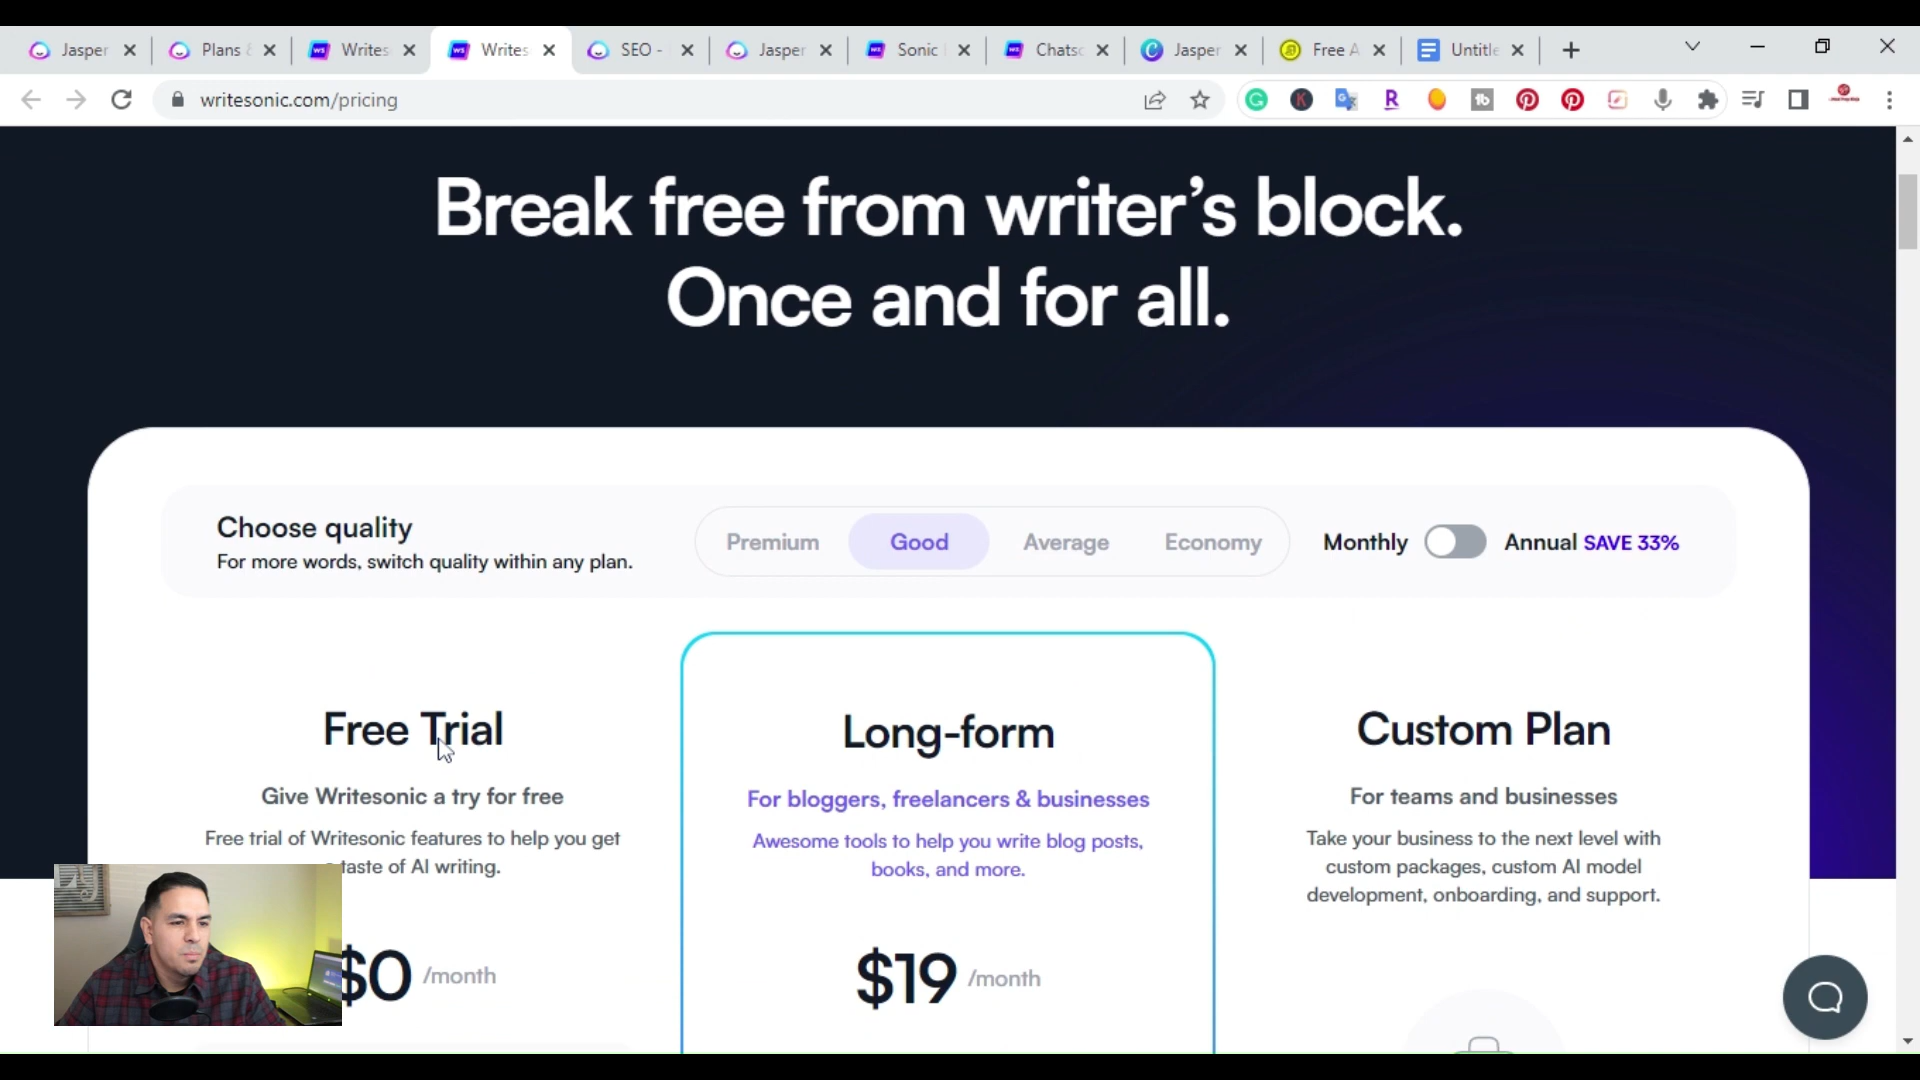 Jasper
Plans &
Writes
Writes
SEO -
Jasper
Sonic
Chatsc
Jasper
Free A
Untitle
writesonic.com/pricing
Break free from writer's block.
Once and for all.
Choose quality
For more words, switch quality within any plan.
Premium
Good
Average
Economy
Monthly
Annual SAVE 33%
Free Trial
Give Writesonic a try for free
Free trial of Writesonic features to help you get
taste of AI writing.
$0 /month
Long-form
For bloggers, freelancers & businesses
Awesome tools to help you write blog posts,
books, and more.
$19 /month
Custom Plan
For teams and businesses
Take your business to the next level with
custom packages, custom AI model
development, onboarding, and support.